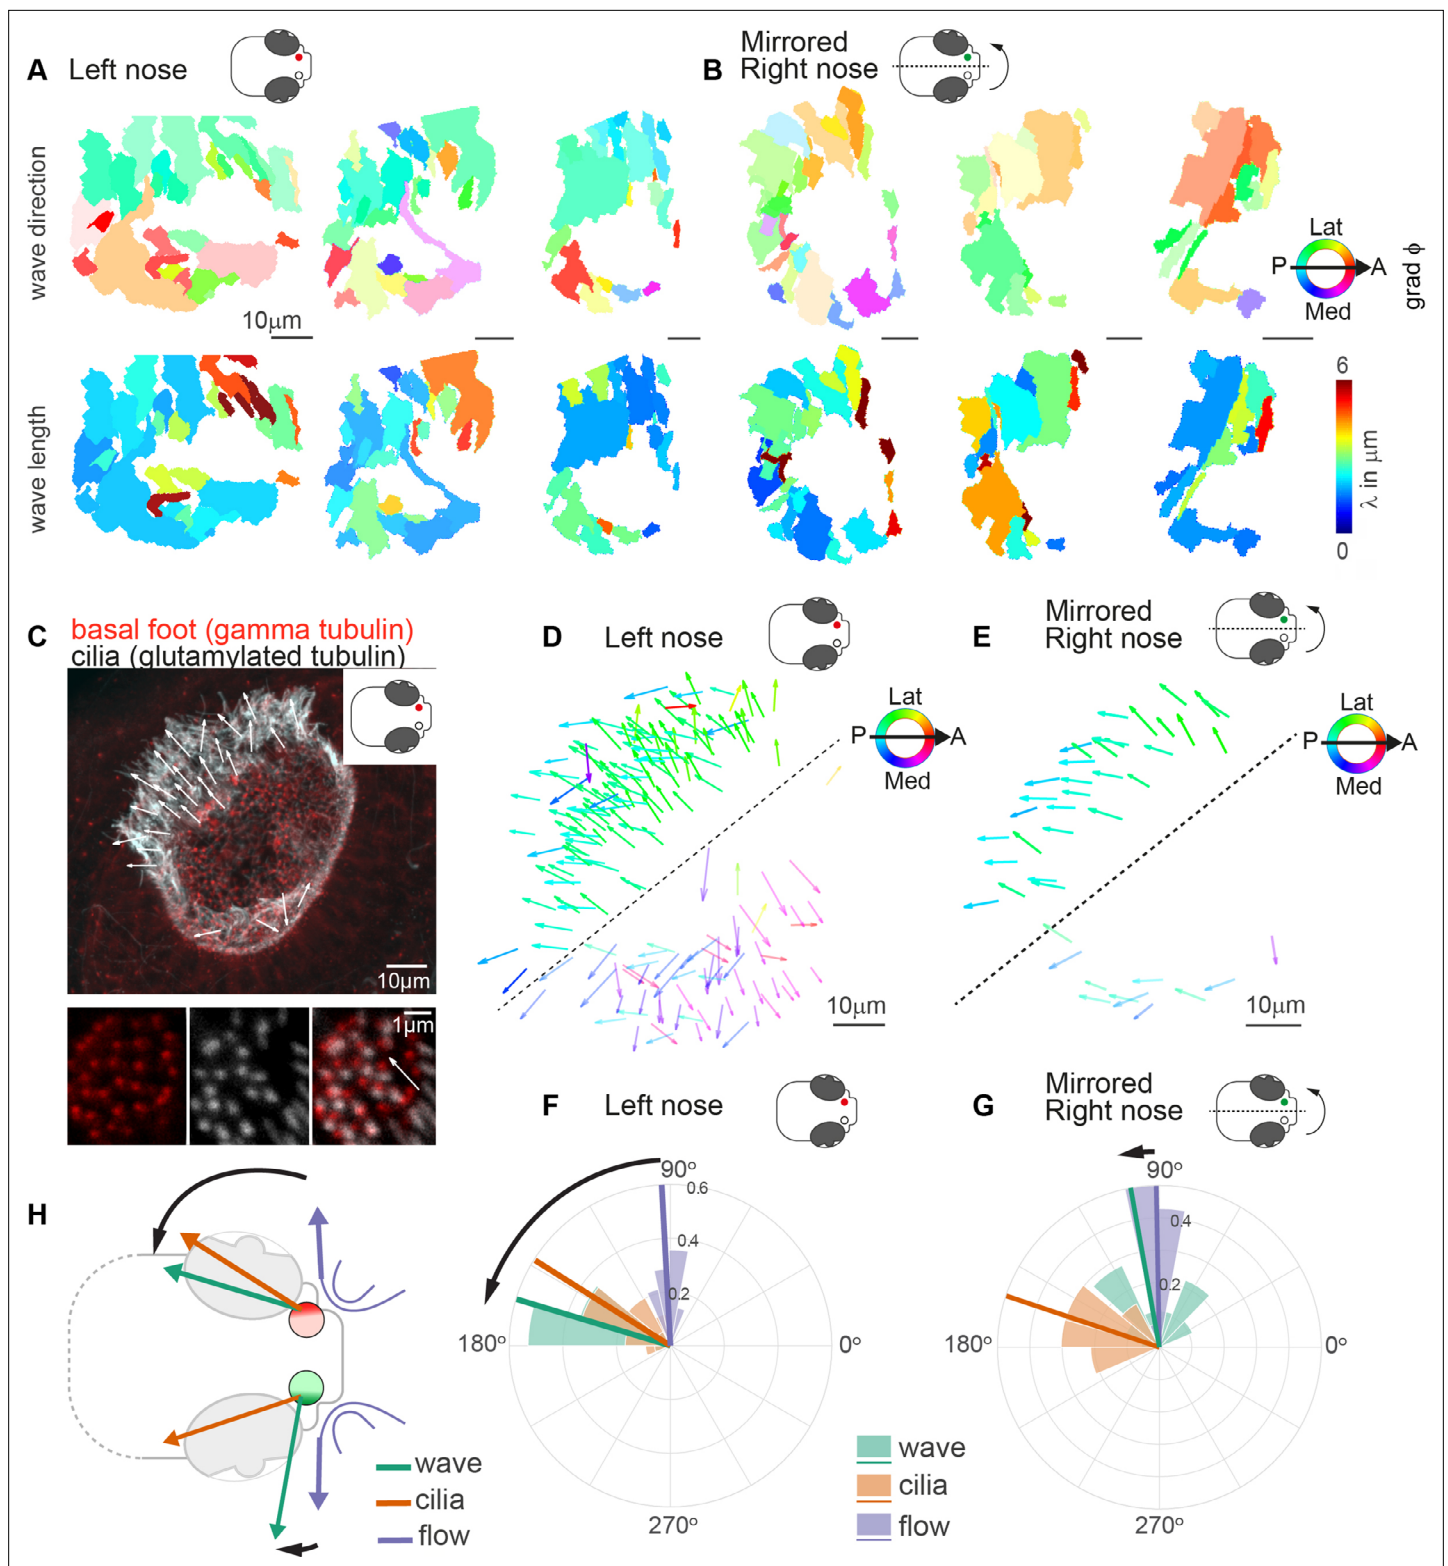 A Left nose
B Mirrored
Right nose
wave direction
Lat
P A
Med
grad ϕ
10µm
wave length
6
λ in µm
0
C basal foot (gamma tubulin)
cilia (glutamylated tubulin)
10µm
1µm
D Left nose
Lat
P A
Med
10µm
E Mirrored
Right nose
Lat
P A
Med
10µm
F Left nose
90°
0.6
0.4
0.2
180° 0°
270°
G Mirrored
Right nose
90°
0.4
0.2
180° 0°
270°
H
wave
cilia
flow
wave
cilia
flow